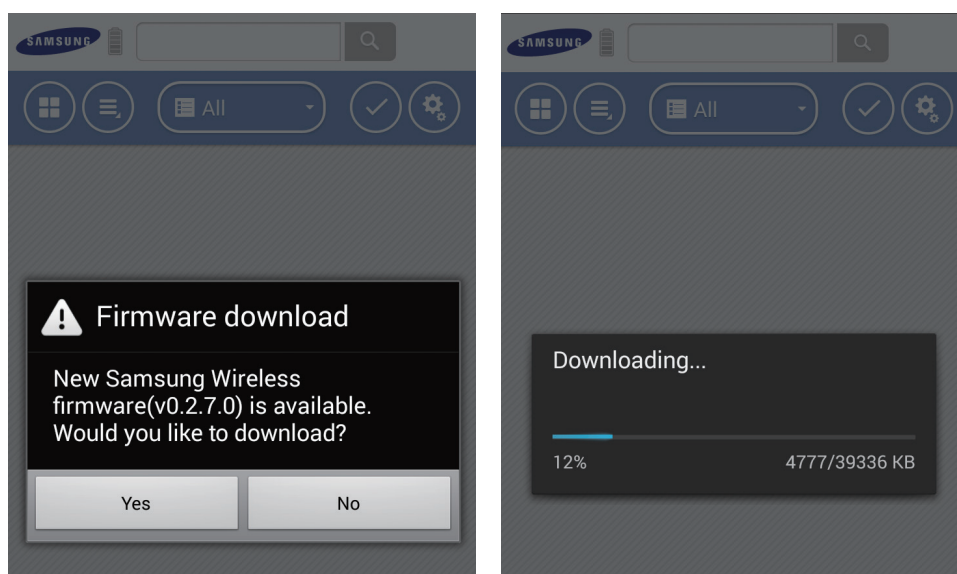 SAMSUNG
All
Firmware download
New Samsung Wireless
firmware(v0.2.7.0) is available.
Would you like to download?
Yes
No
SAMSUNG
All
Downloading...
12%
4777/39336 KB